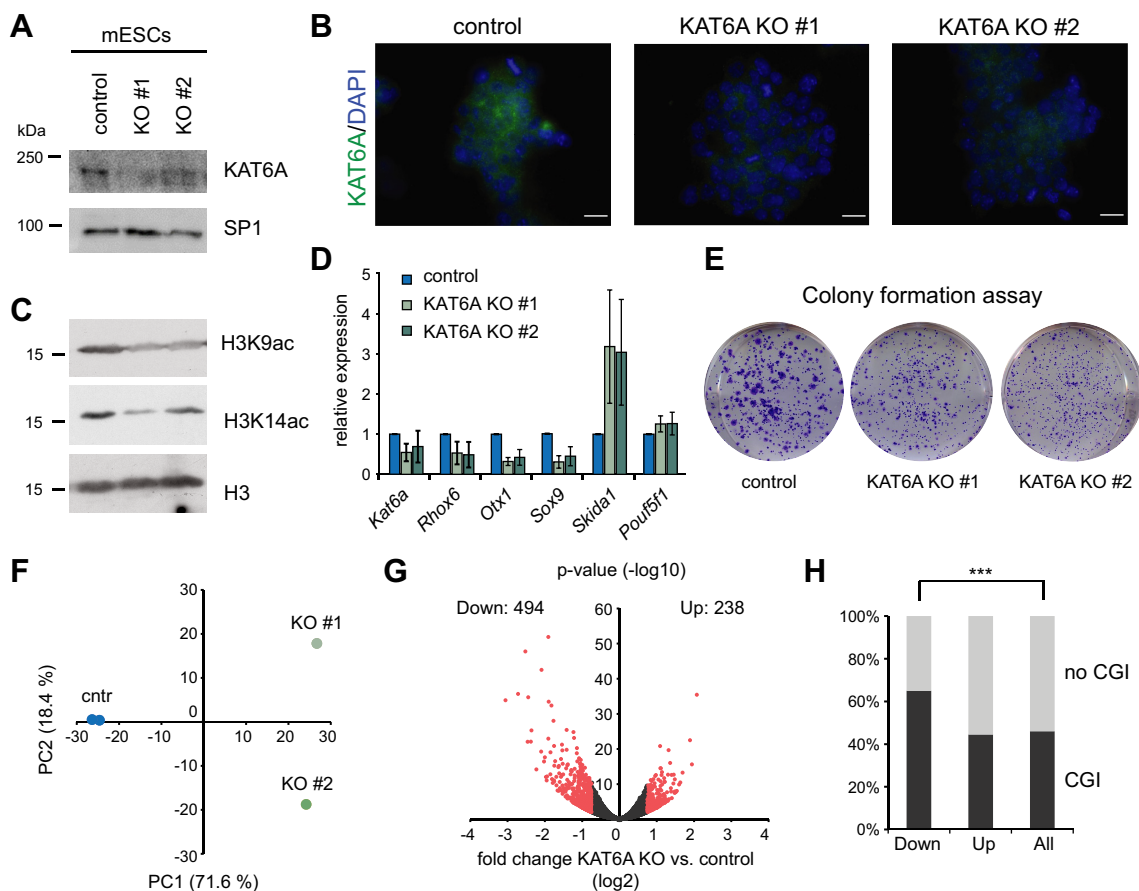 A
mESCs
control
KO #1
KO #2
kDa
250
KAT6A
100
SP1
B
control
KAT6A KO #1
KAT6A KO #2
KAT6A/DAPI
C
15
H3K9ac
15
H3K14ac
15
H3
D
control
KAT6A KO #1
KAT6A KO #2
relative expression
5
4
3
2
1
0
Kat6a
Rhox6
Otx1
Sox9
Skida1
Pouf5f1
E
Colony formation assay
control
KAT6A KO #1
KAT6A KO #2
F
30
20
10
0
-10
-20
-30
-30 -20 -10 10 20 30
cntr
KO #1
KO #2
PC2 (18.4 %)
PC1 (71.6 %)
G
p-value (-log10)
Down: 494
Up: 238
60
50
40
30
20
10
-4 -3 -2 -1 0 1 2 3 4
fold change KAT6A KO vs. control
(log2)
H
***
100%
80%
60%
40%
20%
0%
no CGI
CGI
Down Up All